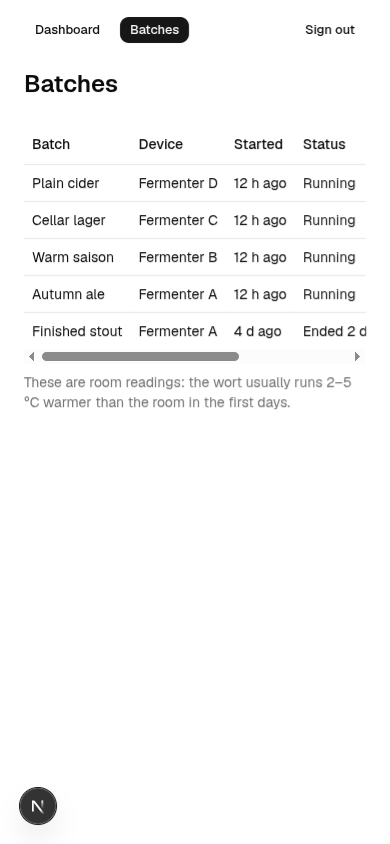 Dashboard Batches Sign out
Batches
Batch Device Started Status
Plain cider Fermenter D 12 h ago Running
Cellar lager Fermenter C 12 h ago Running
Warm saison Fermenter B 12 h ago Running
Autumn ale Fermenter A 12 h ago Running
Finished stout Fermenter A 4 d ago Ended 2 d
These are room readings: the wort usually runs 2–5
°C warmer than the room in the first days.
N